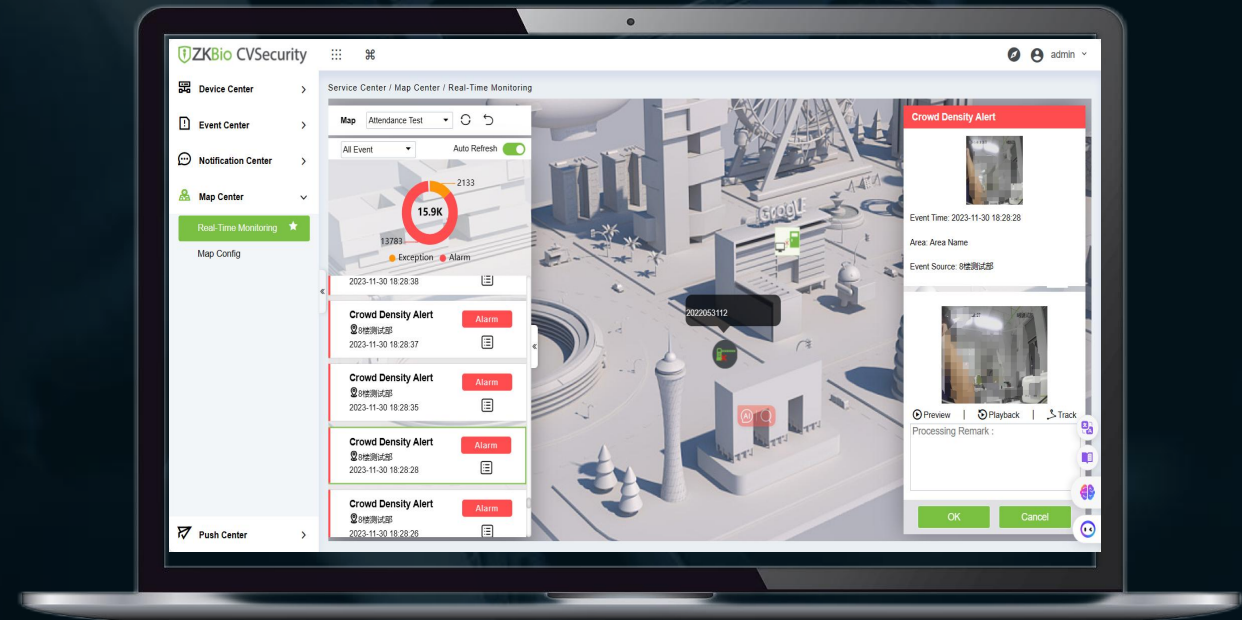 ZKBio CVSecurity
admin
Device Center
Event Center
Notification Center
Map Center
Real-Time Monitoring
Map Config
Push Center
Service Center / Map Center / Real-Time Monitoring
Map Attendance Test
All Event Auto Refresh
2133
15.9K
13783
Exception Alarm
2023-11-30 18:28:38
Crowd Density Alert Alarm
8楼测试部
2023-11-30 18:28:37
Crowd Density Alert Alarm
8楼测试部
2023-11-30 18:28:35
Crowd Density Alert Alarm
8楼测试部
2023-11-30 18:28:28
Crowd Density Alert Alarm
8楼测试部
2023-11-30 18:28:26
GOOGLE
2022053112
AI
Crowd Density Alert
Event Time: 2023-11-30 18:28:28
Area: Area Name
Event Source: 8楼测试部
Preview | Playback | Track
Processing Remark :
OK Cancel